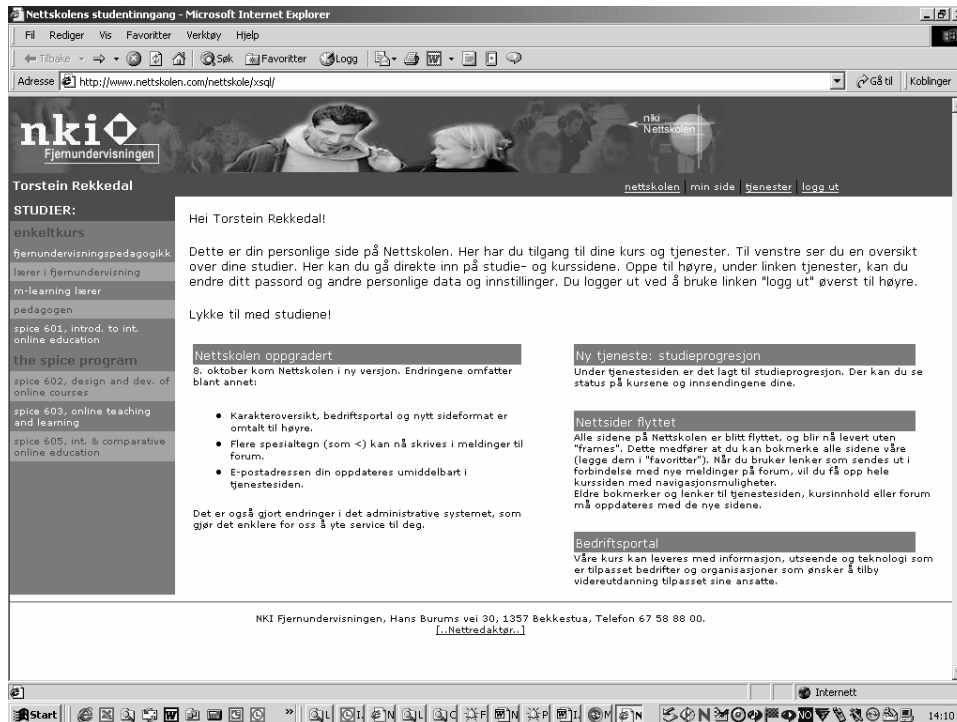 Nettskolens studentinngang - Microsoft Internet Explorer
Fil Rediger Vis Favoritter Verktøy Hjelp
Tilbake Søk Favoritter Logg
Adresse http://www.nettskolen.com/nettskole/xsql/ Gå til Koblinger
nki
Fjernundervisningen
nki
Nettskolen
Torstein Rekkedal
nettskolen | min side | tjenester | logg ut
STUDIER:
enkeltkurs
fjernundervisningspedagogikk
lærer i fjernundervisning
m-learning lærer
pedagogen
spice 601, introd. to int.
online education
the spice program
spice 602, design and dev. of
online courses
spice 603, online teaching
and learning
spice 605, int. & comparative
online education
Hei Torstein Rekkedal!
Dette er din personlige side på Nettskolen. Her har du tilgang til dine kurs og tjenester. Til venstre ser du en oversikt
over dine studier. Her kan du gå direkte inn på studie- og kurssidene. Oppe til høyre, under linken tjenester, kan du
endre ditt passord og andre personlige data og innstillinger. Du logger ut ved å bruke linken "logg ut" øverst til høyre.
Lykke til med studiene!
Nettskolen oppgradert
8. oktober kom Nettskolen i ny versjon. Endringene omfatter
blant annet:
• Karakteroversikt, bedriftsportal og nytt sideformat er
omtalt til høyre.
• Flere spesialtegn (som <) kan nå skrives i meldinger til
forum.
• E-postadressen din oppdateres umiddelbart i
tjenestesiden.
Det er også gjort endringer i det administrative systemet, som
gjør det enklere for oss å yte service til deg.
Ny tjeneste: studieprogresjon
Under tjenestesiden er det lagt til studieprogresjon. Der kan du se
status på kursene og innsendingene dine.
Nettsider flyttet
Alle sidene på Nettskolen er blitt flyttet, og blir nå levert uten
"frames". Dette medfører at du kan bokmerke alle sidene våre
(legge dem i "favoritter"). Når du bruker lenker som sendes ut i
forbindelse med nye meldinger på forum, vil du få opp hele
kurssiden med navigasjonsmuligheter.
Eldre bokmerker og lenker til tjenestesiden, kursinnhold eller forum
må oppdateres med de nye sidene.
Bedriftsportal
Våre kurs kan leveres med informasjon, utseende og teknologi som
er tilpasset bedrifter og organisasjoner som ønsker å tilby
videreutdanning tilpasset sine ansatte.
NKI Fjernundervisningen, Hans Burums vei 30, 1357 Bekkestua, Telefon 67 58 88 00.
[..Nettredaktør..]
Internett
Start 14:10